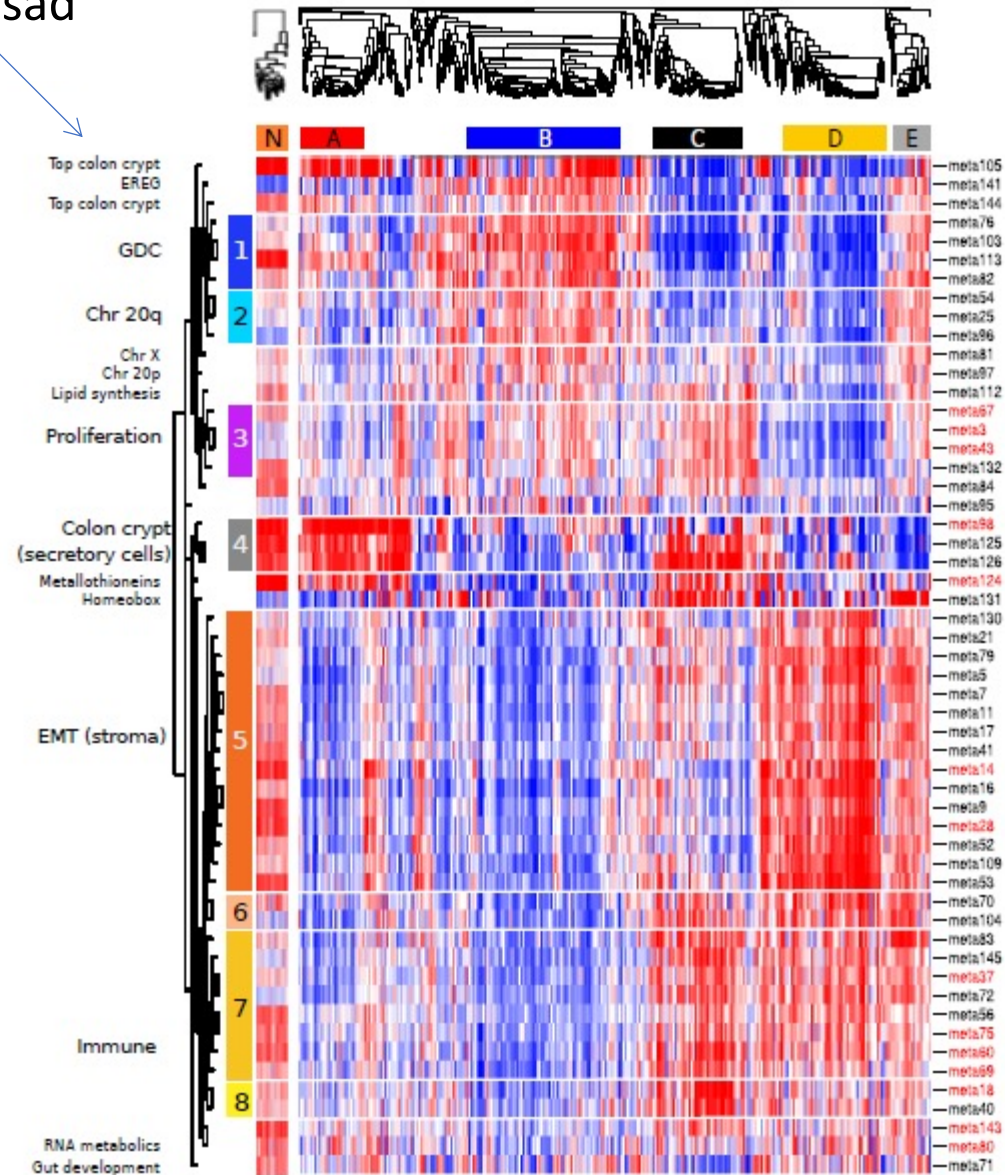 sad
N A B C D E
Top colon crypt
EREG
Top colon crypt
GDC
Chr 20q
Chr X
Chr 20p
Lipid synthesis
Proliferation
Colon crypt
(secretory cells)
Metallothioneins
Homeobox
EMT (stroma)
Immune
RNA metabolics
Gut development
1
2
3
4
5
6
7
8
meta105
meta141
meta144
meta76
meta103
meta113
meta82
meta54
meta25
meta96
meta81
meta97
meta112
meta67
meta3
meta43
meta132
meta84
meta95
meta98
meta125
meta126
meta124
meta131
meta130
meta21
meta79
meta5
meta7
meta11
meta17
meta41
meta14
meta16
meta9
meta28
meta52
meta109
meta53
meta70
meta104
meta83
meta145
meta37
meta72
meta56
meta75
meta60
meta69
meta18
meta40
meta143
meta80